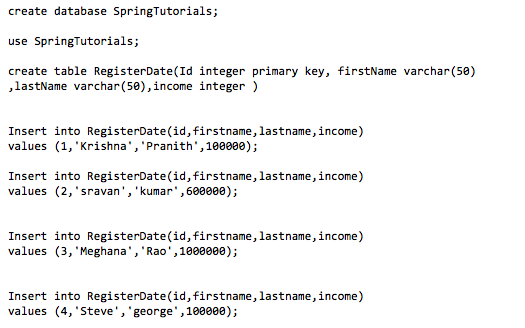 create database SpringTutorials;
use SpringTutorials;
create table RegisterDate(Id integer primary key, firstName varchar(50)
,lastName varchar(50),income integer )
Insert into RegisterDate(id,firstname,lastname,income)
values (1,'Krishna','Pranith',100000);
Insert into RegisterDate(id,firstname,lastname,income)
values (2,'sravan','kumar',600000);
Insert into RegisterDate(id,firstname,lastname,income)
values (3,'Meghana','Rao',1000000);
Insert into RegisterDate(id,firstname,lastname,income)
values (4,'Steve','george',100000);